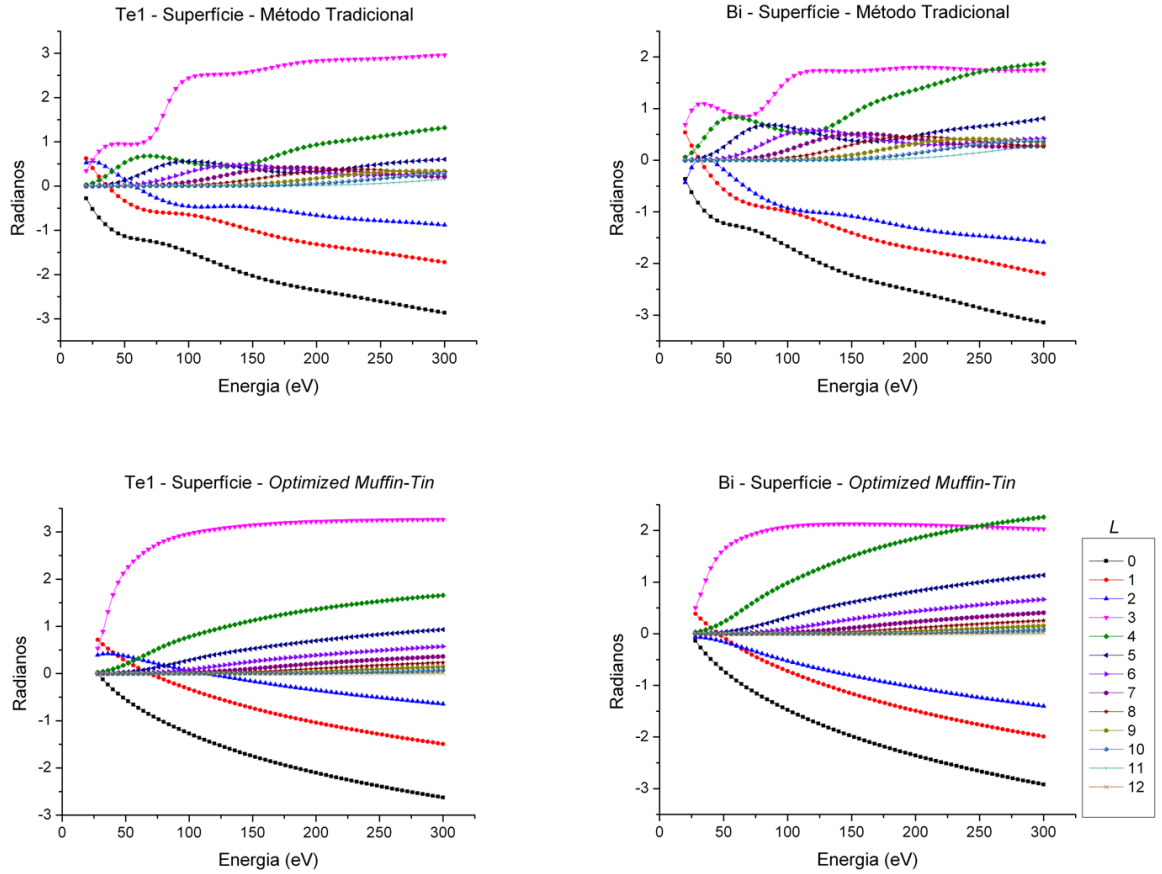 Te1 - Superfície - Método Tradicional
3
2
1
0
-1
-2
-3
Radianos
0 50 100 150 200 250 300
Energia (eV)
Bi - Superfície - Método Tradicional
2
1
0
-1
-2
-3
Radianos
0 50 100 150 200 250 300
Energia (eV)
Te1 - Superfície - Optimized Muffin-Tin
3
2
1
0
-1
-2
-3
Radianos
0 50 100 150 200 250 300
Energia (eV)
Bi - Superfície - Optimized Muffin-Tin
2
1
0
-1
-2
-3
Radianos
0 50 100 150 200 250 300
Energia (eV)
L
0
1
2
3
4
5
6
7
8
9
10
11
12